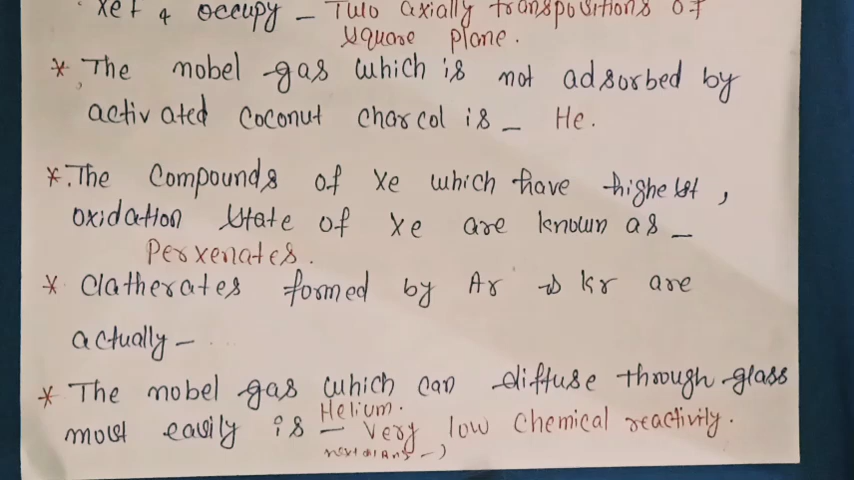 XeF4 occupy - Two axially transpositions of
square plane.
* The nobel gas which is not adsorbed by
activated coconut charcol is - He.
* The compounds of Xe which have highest,
oxidation state of Xe are known as -
Perxenates.
* Clatherates formed by Ar & Kr are
actually -
* The nobel gas which can diffuse through glass
most easily is - Helium.
Very low chemical reactivity.